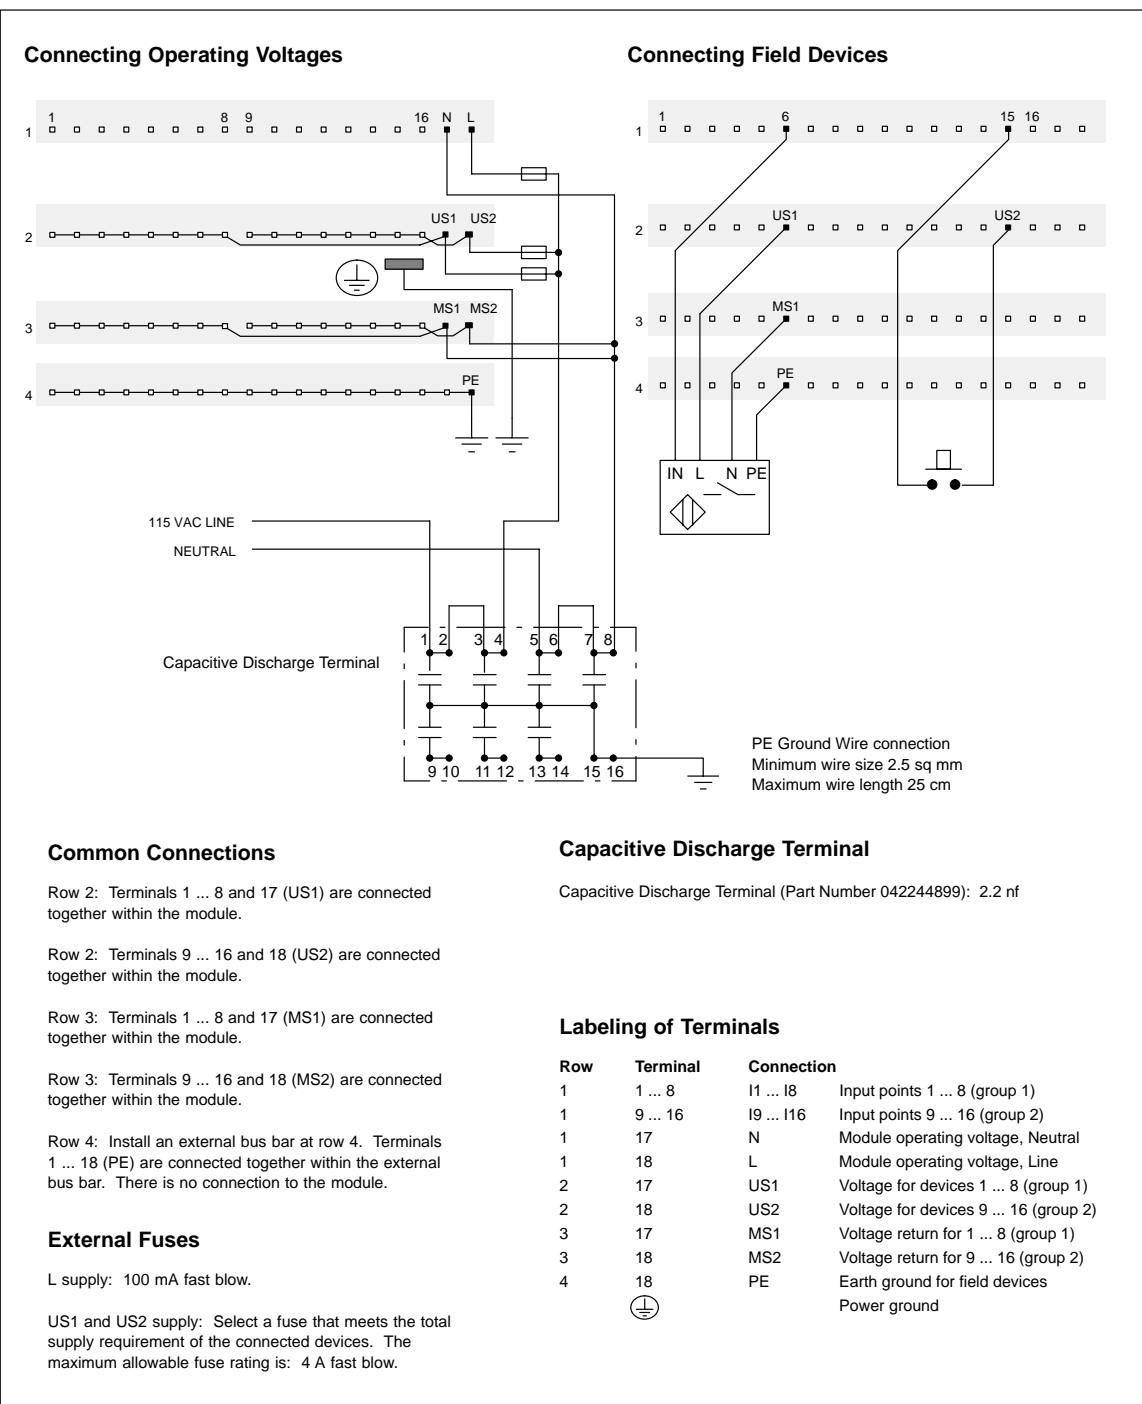 Connecting Operating Voltages
1 8 9 16 N L
1
US1 US2
2
MS1 MS2
3
PE
4
115 VAC LINE
NEUTRAL
1 2 3 4 5 6 7 8
Capacitive Discharge Terminal
9 10 11 12 13 14 15 16
Connecting Field Devices
1 6 15 16
1
US1 US2
2
MS1
3
PE
4
IN L N PE
PE Ground Wire connection
Minimum wire size 2.5 sq mm
Maximum wire length 25 cm
Common Connections
Row 2: Terminals 1 ... 8 and 17 (US1) are connected
together within the module.
Row 2: Terminals 9 ... 16 and 18 (US2) are connected
together within the module.
Row 3: Terminals 1 ... 8 and 17 (MS1) are connected
together within the module.
Row 3: Terminals 9 ... 16 and 18 (MS2) are connected
together within the module.
Row 4: Install an external bus bar at row 4. Terminals
1 ... 18 (PE) are connected together within the external
bus bar. There is no connection to the module.
External Fuses
L supply: 100 mA fast blow.
US1 and US2 supply: Select a fuse that meets the total
supply requirement of the connected devices. The
maximum allowable fuse rating is: 4 A fast blow.
Capacitive Discharge Terminal
Capacitive Discharge Terminal (Part Number 042244899): 2.2 nf
Labeling of Terminals
Row Terminal Connection
1 1 ... 8 I1 ... I8 Input points 1 ... 8 (group 1)
1 9 ... 16 I9 ... I16 Input points 9 ... 16 (group 2)
1 17 N Module operating voltage, Neutral
1 18 L Module operating voltage, Line
2 17 US1 Voltage for devices 1 ... 8 (group 1)
2 18 US2 Voltage for devices 9 ... 16 (group 2)
3 17 MS1 Voltage return for 1 ... 8 (group 1)
3 18 MS2 Voltage return for 9 ... 16 (group 2)
4 18 PE Earth ground for field devices
Power ground